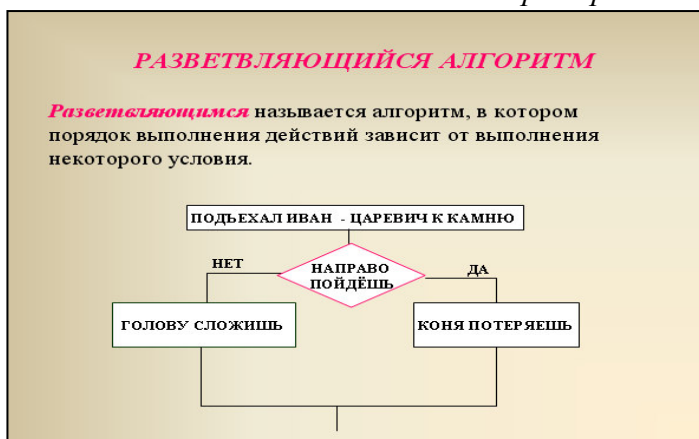 РАЗВЕТВЛЯЮЩИЙСЯ АЛГОРИТМ
Разветвляющимся называется алгоритм, в котором
порядок выполнения действий зависит от выполнения
некоторого условия.
ПОДЪЕХАЛ ИВАН - ЦАРЕВИЧ К КАМНЮ
НЕТ
НАПРАВО
ПОЙДЁШЬ
ДА
ГОЛОВУ СЛОЖИШЬ
КОНЯ ПОТЕРЯЕШЬ